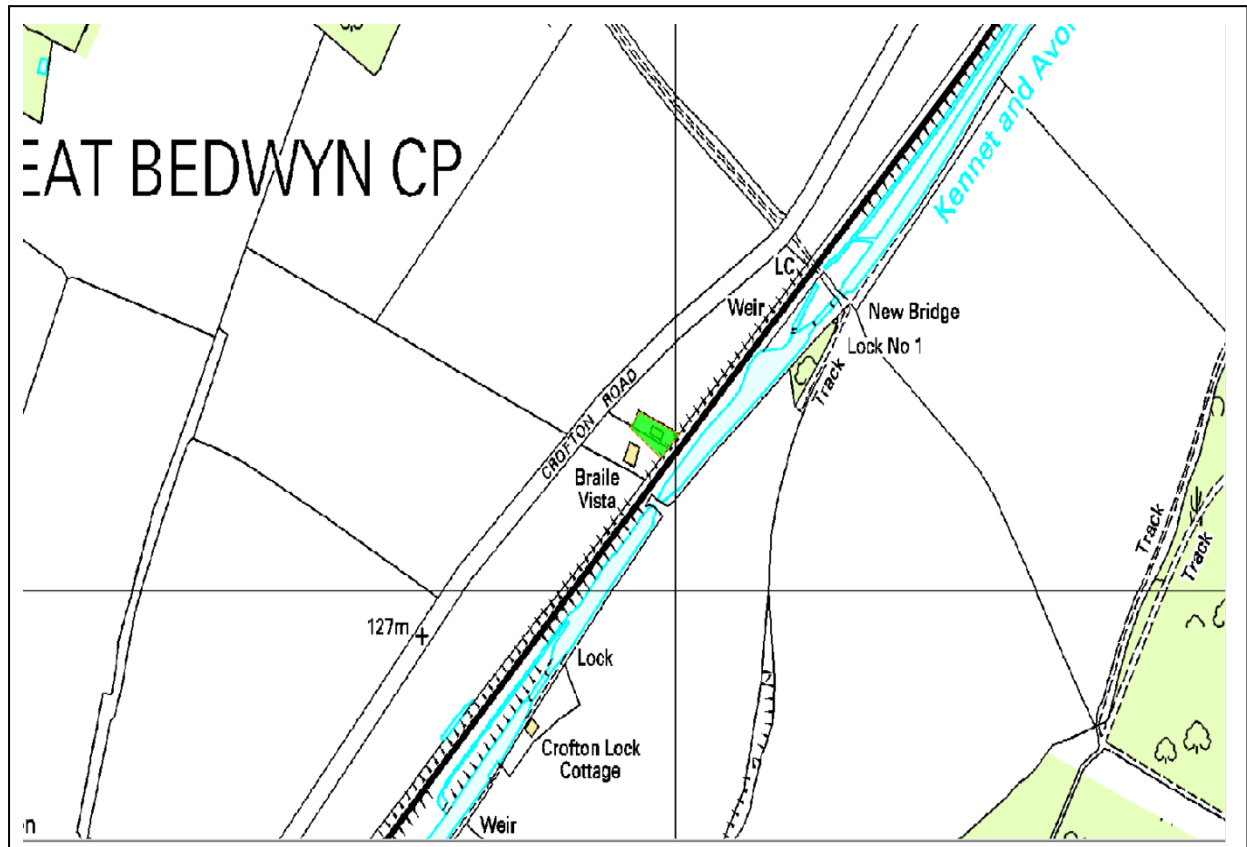 EAT BEDWYN CP
Kennet and Avon
LC
Weir
New Bridge
Lock No 1
Track
CROFTON ROAD
Braile
Vista
Track
Track
127m
Lock
Crofton Lock
Cottage
Weir